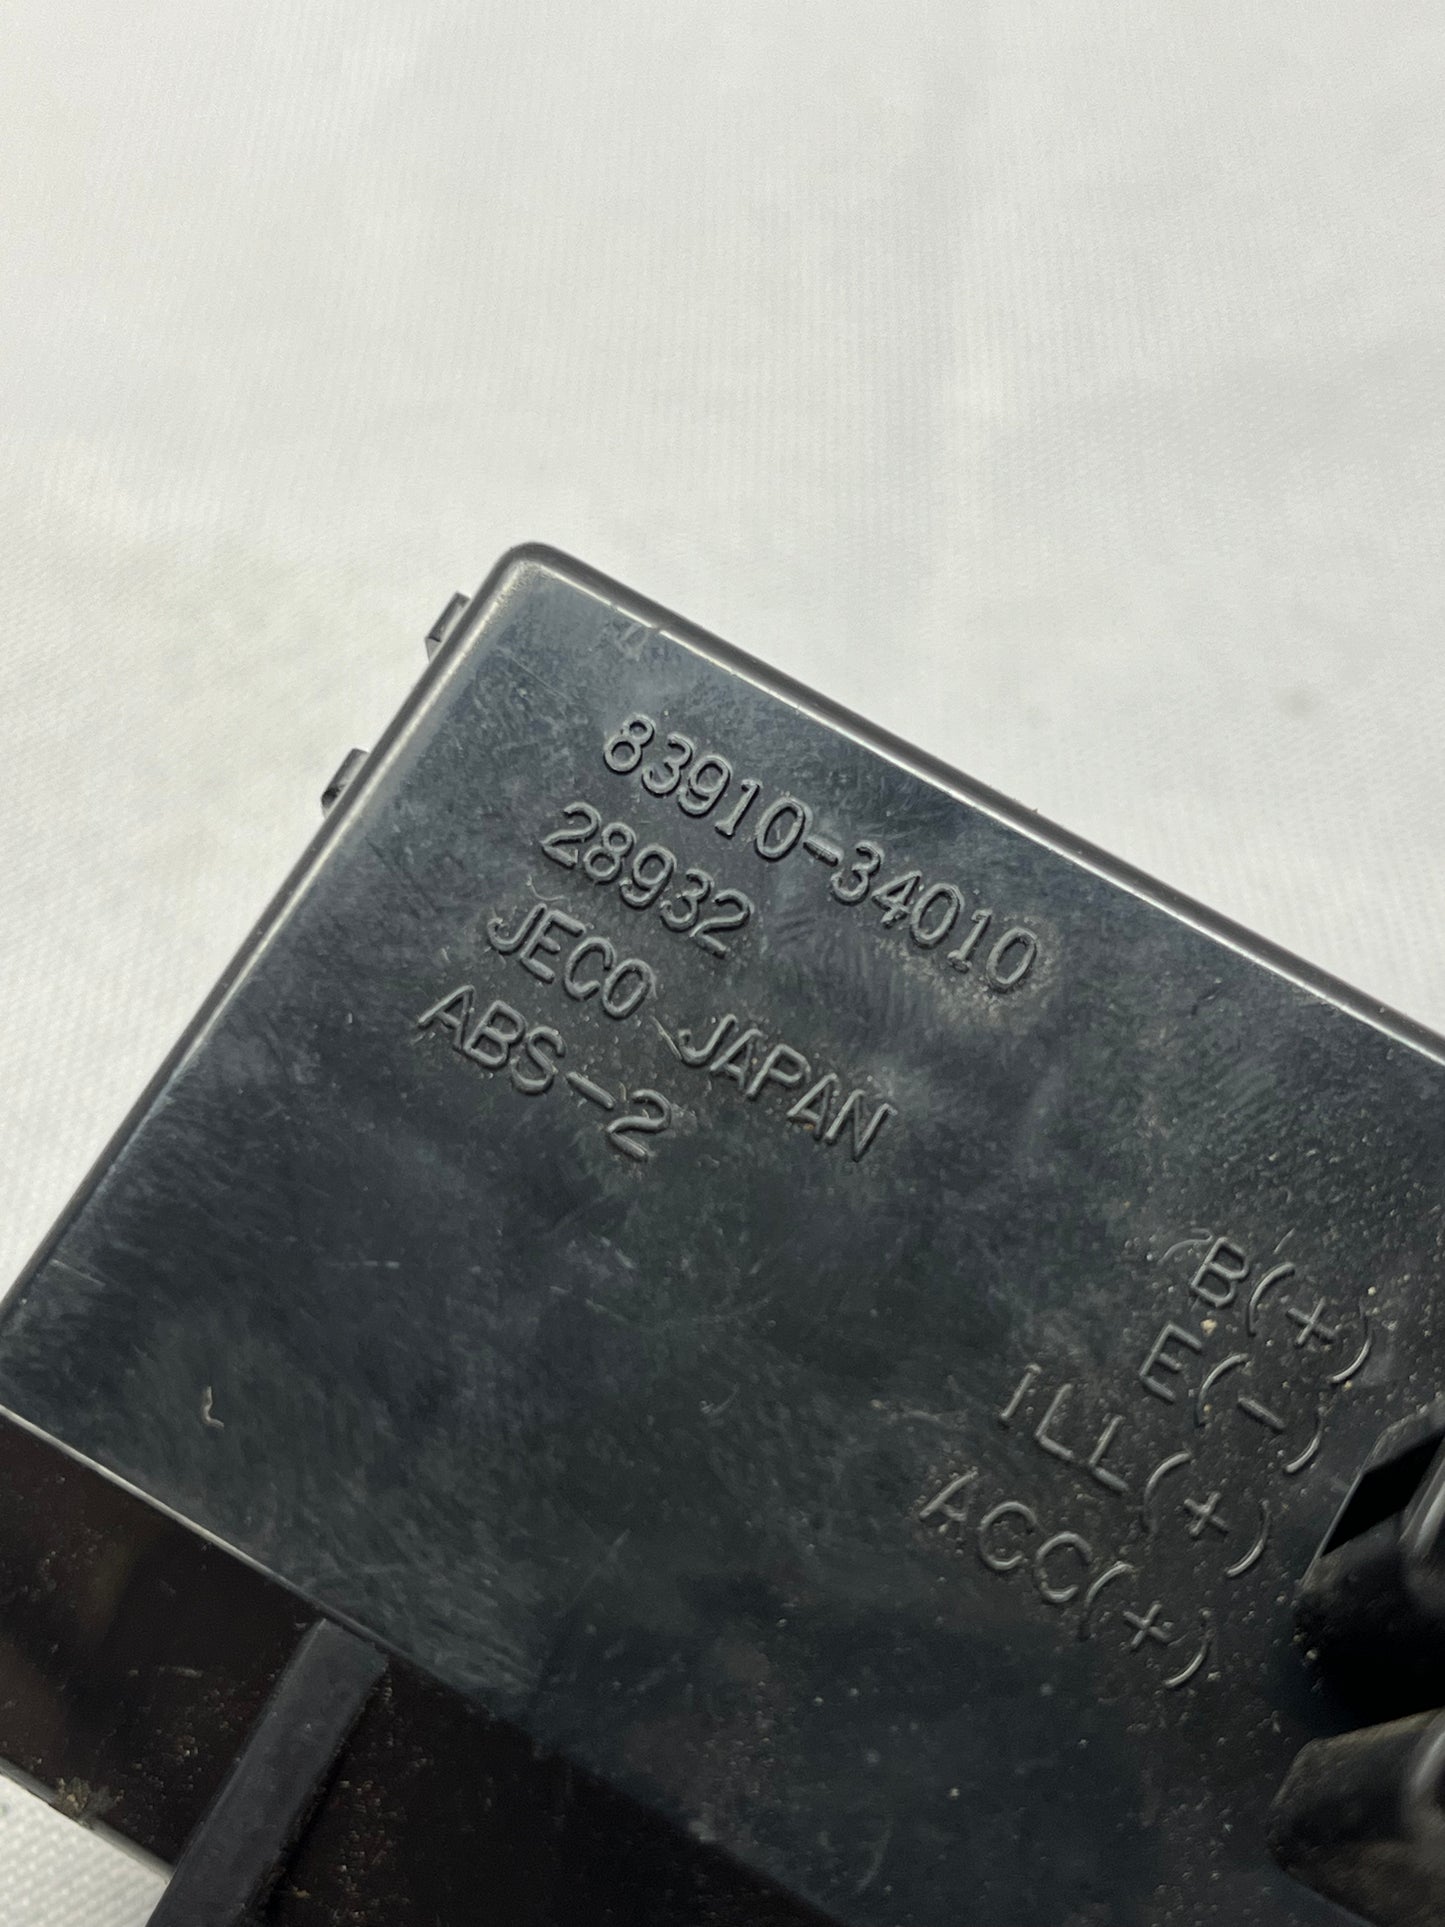 83910-34010
28932
JECO JAPAN
ABS-2
B(+)
E(-)
ILL(+)
ACC(+)